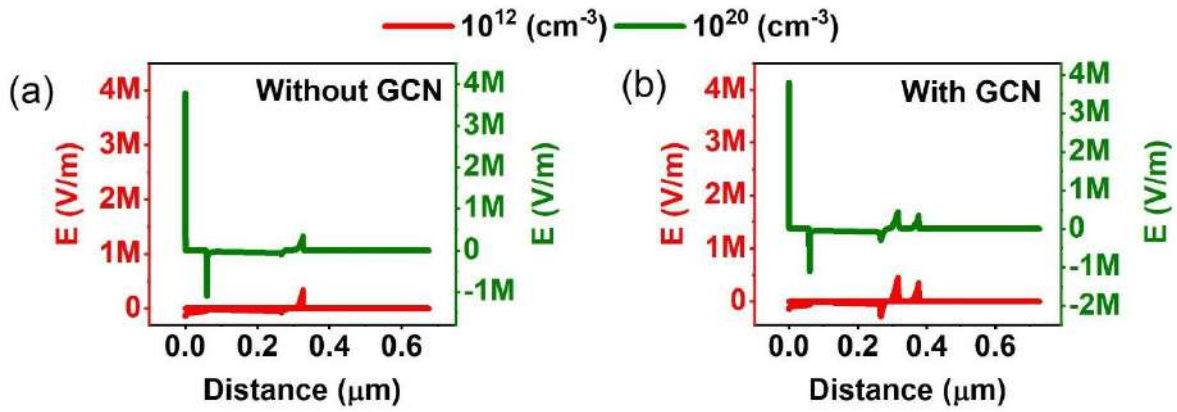 10¹² (cm⁻³) 10²⁰ (cm⁻³)
(a)
Without GCN
E (V/m)
4M
3M
2M
1M
0
4M
3M
2M
1M
0
-1M
E (V/m)
0.0 0.2 0.4 0.6
Distance (μm)
(b)
With GCN
E (V/m)
4M
3M
2M
1M
0
4M
3M
2M
1M
0
-1M
-2M
E (V/m)
0.0 0.2 0.4 0.6
Distance (μm)